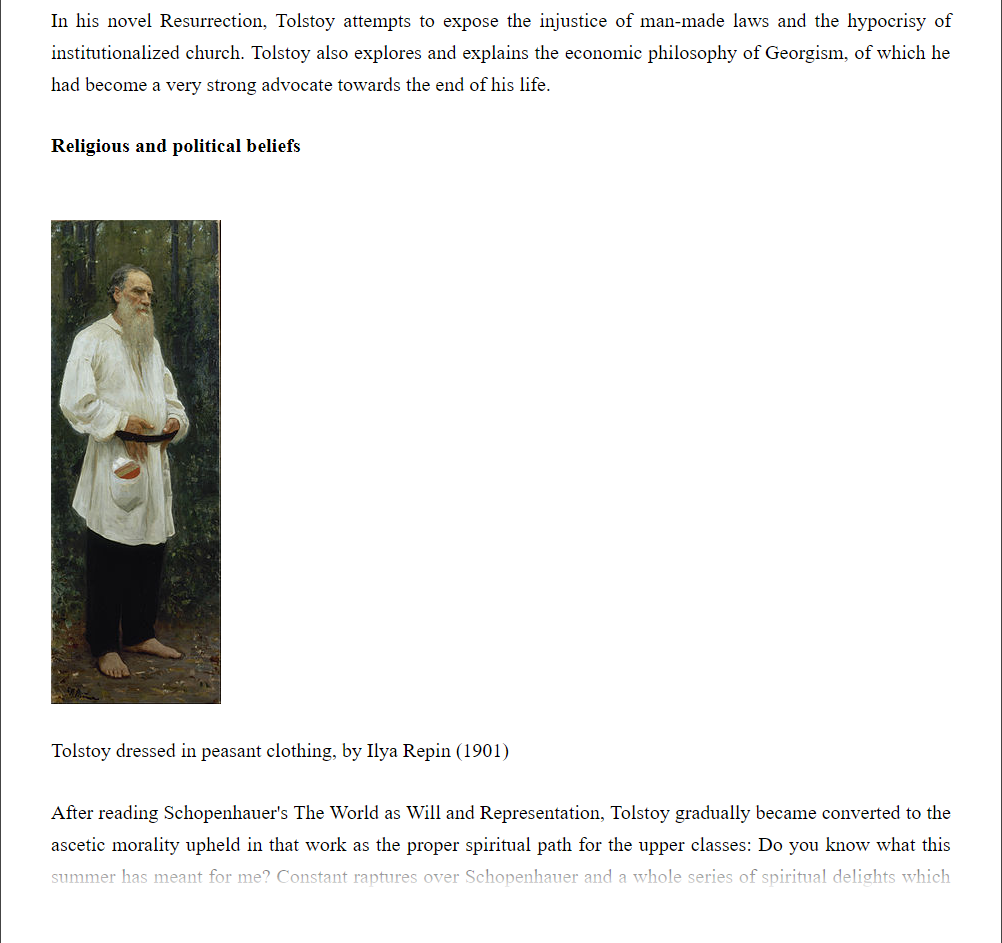 In his novel Resurrection, Tolstoy attempts to expose the injustice of man-made laws and the hypocrisy of
institutionalized church. Tolstoy also explores and explains the economic philosophy of Georgism, of which he
had become a very strong advocate towards the end of his life.
Religious and political beliefs
Tolstoy dressed in peasant clothing, by Ilya Repin (1901)
After reading Schopenhauer's The World as Will and Representation, Tolstoy gradually became converted to the
ascetic morality upheld in that work as the proper spiritual path for the upper classes: Do you know what this
summer has meant for me? Constant raptures over Schopenhauer and a whole series of spiritual delights which